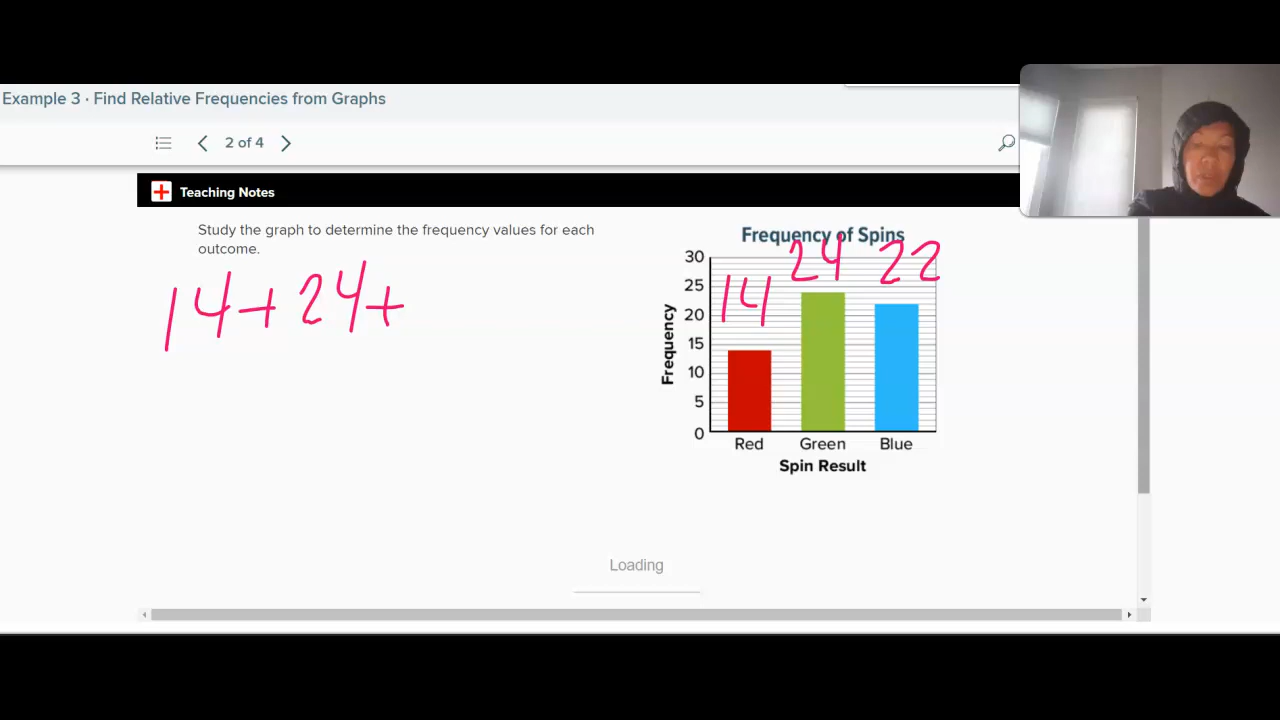 Example 3 · Find Relative Frequencies from Graphs
2 of 4
Teaching Notes
Study the graph to determine the frequency values for each
outcome.
14+24+
Frequency of Spins
14 24 22
30
25
20
15
10
5
0
Frequency
Red Green Blue
Spin Result
Loading